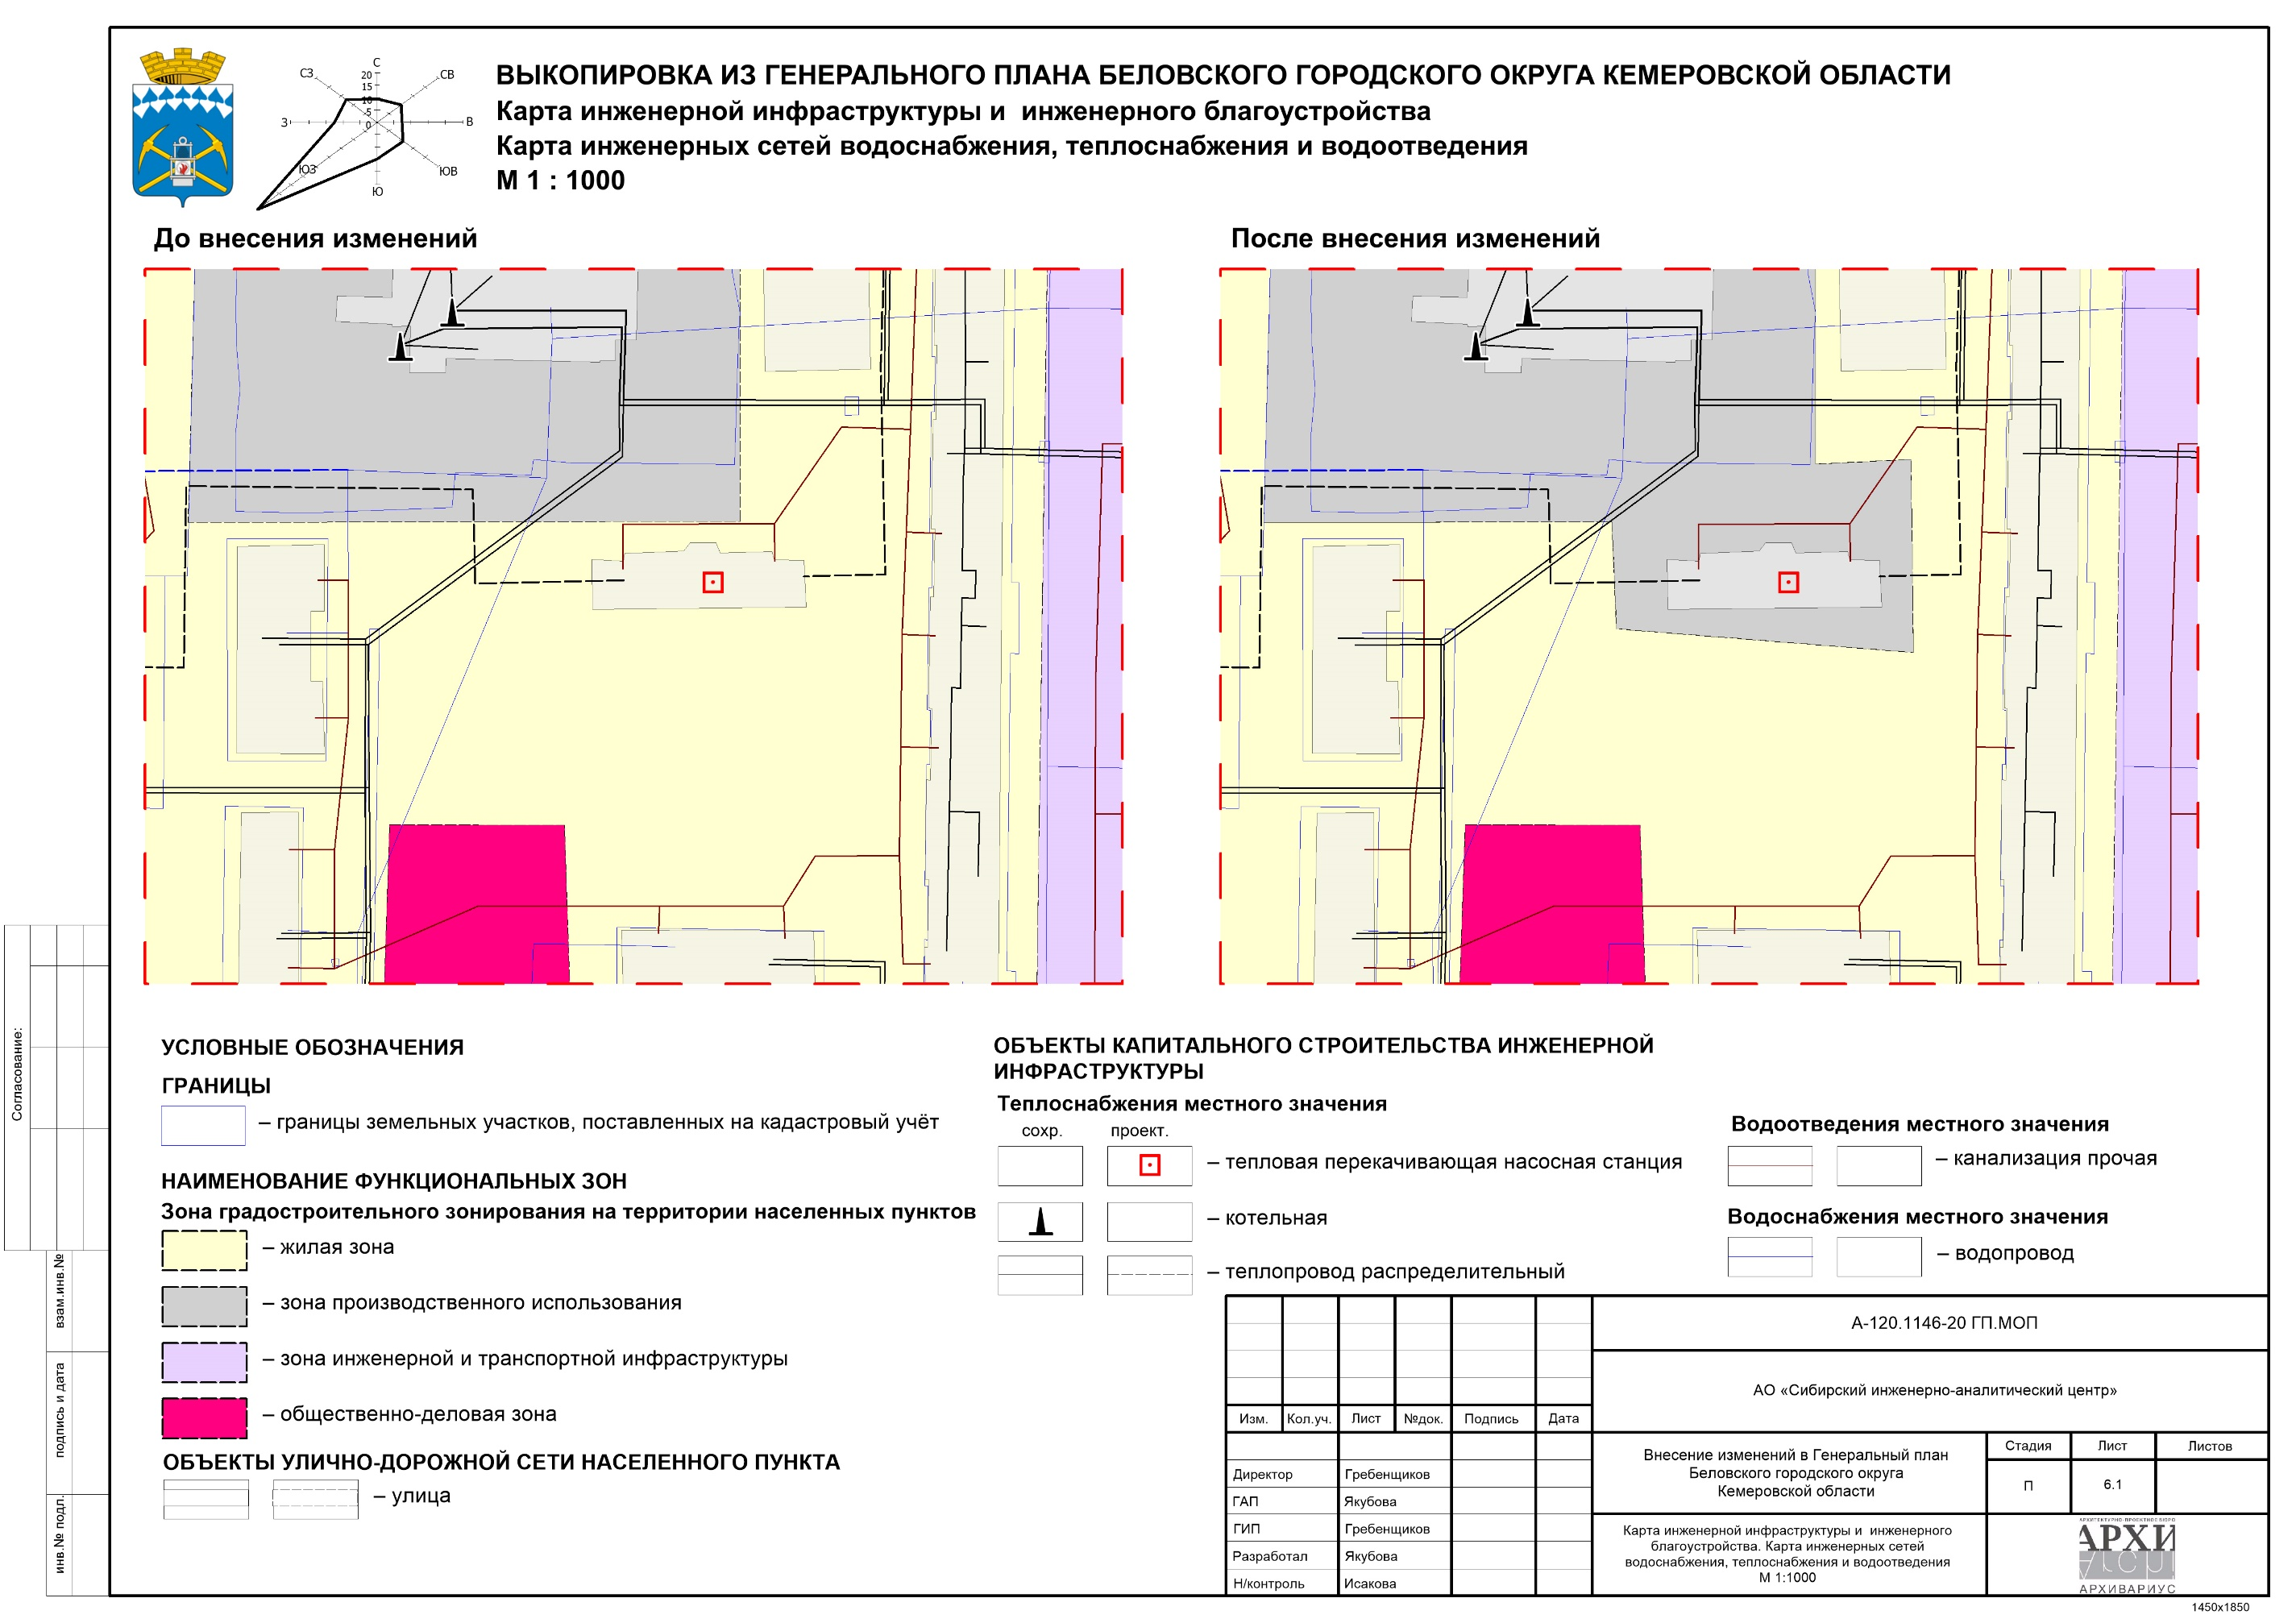 ВЫКОПИРОВКА ИЗ ГЕНЕРАЛЬНОГО ПЛАНА БЕЛОВСКОГО ГОРОДСКОГО ОКРУГА КЕМЕРОВСКОЙ ОБЛАСТИ
Карта инженерной инфраструктуры и инженерного благоустройства
Карта инженерных сетей водоснабжения, теплоснабжения и водоотведения
М 1 : 1000
С
СВ
В
ЮВ
Ю
ЮЗ
З
СЗ
20
15
10
5
0
До внесения изменений
После внесения изменений
УСЛОВНЫЕ ОБОЗНАЧЕНИЯ
ГРАНИЦЫ
– границы земельных участков, поставленных на кадастровый учёт
НАИМЕНОВАНИЕ ФУНКЦИОНАЛЬНЫХ ЗОН
Зона градостроительного зонирования на территории населенных пунктов
– жилая зона
– зона производственного использования
– зона инженерной и транспортной инфраструктуры
– общественно-деловая зона
ОБЪЕКТЫ УЛИЧНО-ДОРОЖНОЙ СЕТИ НАСЕЛЕННОГО ПУНКТА
– улица
ОБЪЕКТЫ КАПИТАЛЬНОГО СТРОИТЕЛЬСТВА ИНЖЕНЕРНОЙ
ИНФРАСТРУКТУРЫ
Теплоснабжения местного значения
сохр. проект.
– тепловая перекачивающая насосная станция
– котельная
– теплопровод распределительный
Водоотведения местного значения
– канализация прочая
Водоснабжения местного значения
– водопровод
Согласование:
взам.инв.№
подпись и дата
инв.№ подл.
А-120.1146-20 ГП.МОП
АО «Сибирский инженерно-аналитический центр»
Изм. Кол.уч. Лист №док. Подпись Дата
Директор Гребенщиков
ГАП Якубова
ГИП Гребенщиков
Разработал Якубова
Н/контроль Исакова
Внесение изменений в Генеральный план
Беловского городского округа
Кемеровской области
Стадия Лист Листов
П 6.1
Карта инженерной инфраструктуры и инженерного
благоустройства. Карта инженерных сетей
водоснабжения, теплоснабжения и водоотведения
М 1:1000
АРХИТЕКТУРНО-ПРОЕКТНОЕ БЮРО
АРХИ
АРХИВАРИУС
1450х1850